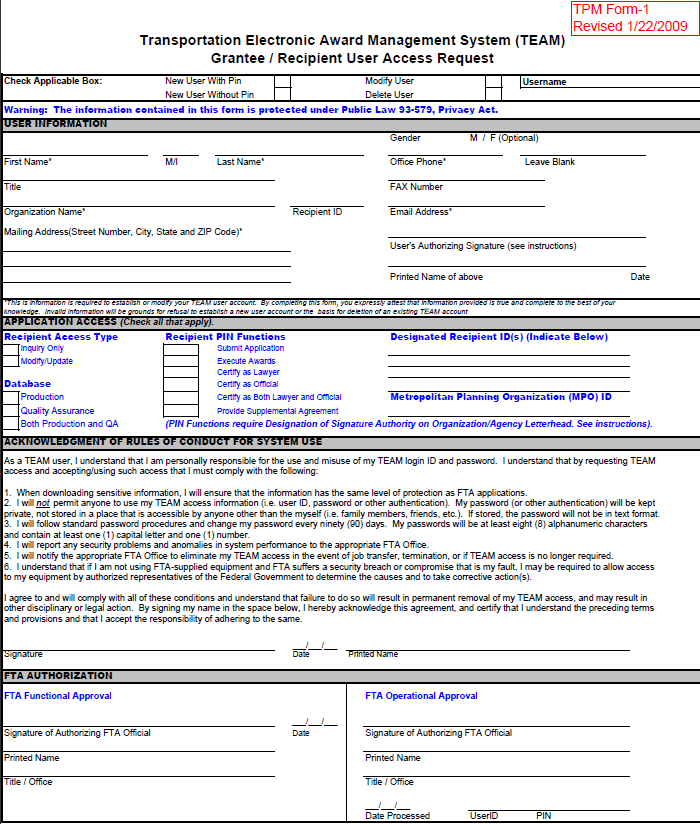 TPM Form-1
Revised 1/22/2009
Transportation Electronic Award Management System (TEAM)
Grantee / Recipient User Access Request
Check Applicable Box: New User With Pin Modify User Username
New User Without Pin Delete User
Warning: The information contained in this form is protected under Public Law 93-579, Privacy Act.
USER INFORMATION
Gender M / F (Optional)
First Name* M/I Last Name* Office Phone* Leave Blank
Title FAX Number
Organization Name* Recipient ID Email Address*
Mailing Address(Street Number, City, State and ZIP Code)*
User's Authorizing Signature (see instructions)
Printed Name of above Date
*This is information is required to establish or modify your TEAM user account. By completing this form, you expressly attest that information provided is true and complete to the best of your
knowledge. Invalid information will be grounds for refusal to establish a new user account or the basis for deletion of an existing TEAM account
APPLICATION ACCESS (Check all that apply).
Recipient Access Type Recipient PIN Functions Designated Recipient ID(s) (Indicate Below)
Inquiry Only Submit Application
Modify/Update Execute Awards
Certify as Lawyer
Database Certify as Official
Production Certify as Both Lawyer and Official Metropolitan Planning Organization (MPO) ID
Quality Assurance Provide Supplemental Agreement
Both Production and QA (PIN Functions require Designation of Signature Authority on Organization/Agency Letterhead. See instructions).
ACKNOWLEDGMENT OF RULES OF CONDUCT FOR SYSTEM USE
As a TEAM user, I understand that I am personally responsible for the use and misuse of my TEAM login ID and password. I understand that by requesting TEAM
access and accepting/using such access that I must comply with the following:
1. When downloading sensitive information, I will ensure that the information has the same level of protection as FTA applications.
2. I will not permit anyone to use my TEAM access information (i.e. user ID, password or other authentication). My password (or other authentication) will be kept
private, not stored in a place that is accessible by anyone other than the myself (i.e. family members, friends, etc.). If stored, the password will not be in text format.
3. I will follow standard password procedures and change my password every ninety (90) days. My passwords will be at least eight (8) alphanumeric characters
and contain at least one (1) capital letter and one (1) number.
4. I will report any security problems and anomalies in system performance to the appropriate FTA Office.
5. I will notify the appropriate FTA Office to eliminate my TEAM access in the event of job transfer, termination, or if TEAM access is no longer required.
6. I understand that if I am not using FTA-supplied equipment and FTA suffers a security breach or compromise that is my fault, I may be required to allow access
to my equipment by authorized representatives of the Federal Government to determine the causes and to take corrective action(s).
I agree to and will comply with all of these conditions and understand that failure to do so will result in permanent removal of my TEAM access, and may result in
other disciplinary or legal action. By signing my name in the space below, I hereby acknowledge this agreement, and certify that I understand the preceding terms
and provisions and that I accept the responsibility of adhering to the same.
__/__/__
Signature Date Printed Name
FTA AUTHORIZATION
FTA Functional Approval FTA Operational Approval
__/__/__
Signature of Authorizing FTA Official Date Signature of Authorizing FTA Official
Printed Name Printed Name
Title / Office Title / Office
__/__/__
Date Processed UserID PIN